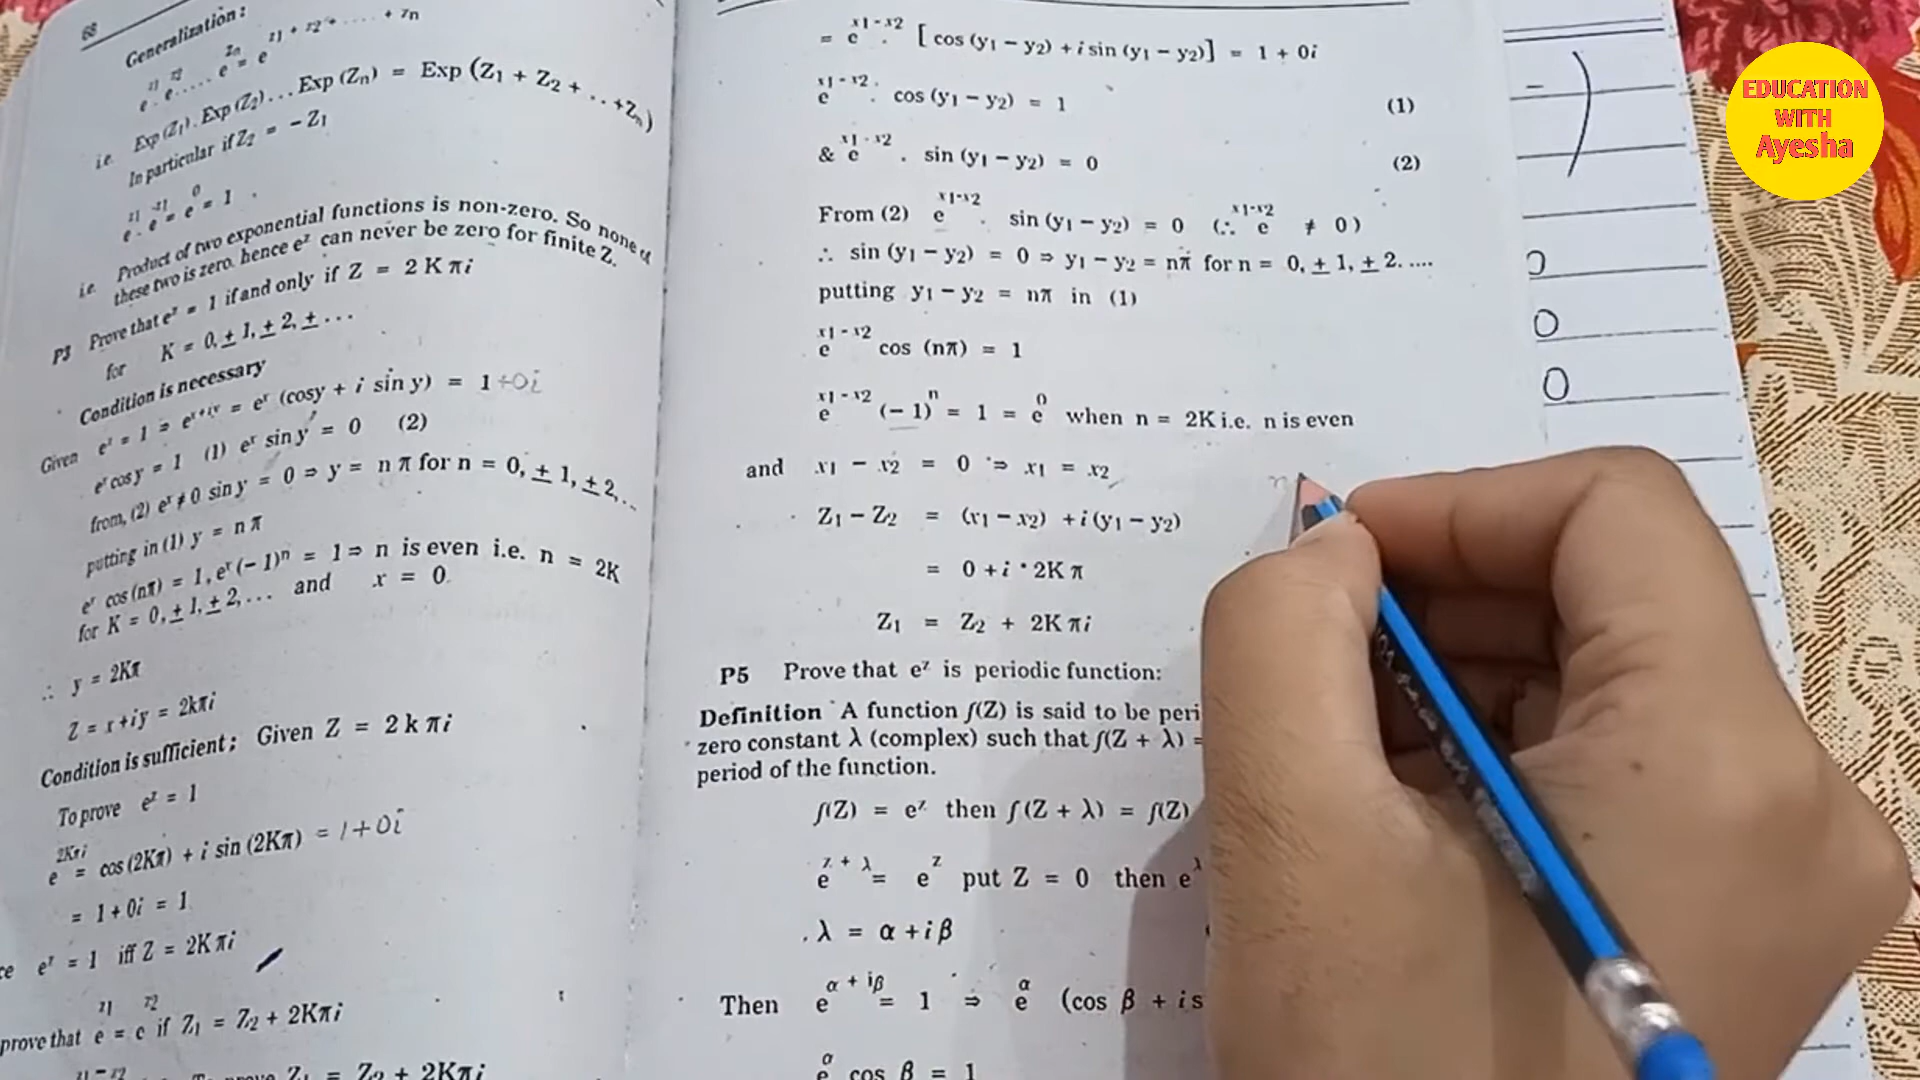 68
Generalization:
e^z1 . e^z2 ..... e^zn = e^z1 + z2 + ..... + zn
i.e. Exp (Z1) . Exp (Z2) ... Exp (Zn) = Exp (Z1 + Z2 + .. +Zn)
In particular if Z2 = - Z1
e^z1 . e^-z1 = e^0 = 1
i.e. Product of two exponential functions is non-zero. So none of
these two is zero. hence e^z can never be zero for finite Z.
P3 Prove that e^z = 1 if and only if Z = 2 K π i
for K = 0, ± 1, ± 2, ± ...
Condition is necessary
Given e^z = 1 ⇒ e^x+iy = e^x (cosy + i sin y) = 1 +0i
e^x cos y = 1 (1) e^x sin y = 0 (2)
from, (2) e^x ≠ 0 sin y = 0 ⇒ y = n π for n = 0, ± 1, ± 2, ..
putting in (1) y = n π
e^x cos (nπ) = 1, e^x (- 1)^n = 1 ⇒ n is even i.e. n = 2K
for K = 0, ± 1, ± 2, ... and x = 0
∴ y = 2Kπ
Z = x + iy = 2kπi
Condition is sufficient; Given Z = 2 k π i
To prove e^z = 1
e^2Kπi = cos (2Kπ) + i sin (2Kπ) = 1+0i
= 1 + 0i = 1
e^z = 1 iff Z = 2K πi
prove that e^z1 = e^z2 if Z1 = Z2 + 2Kπi
Z1 = Z2 + 2Kπi
= e^x1 - x2 . [ cos (y1 - y2) + i sin (y1 - y2)] = 1 + 0i
e^x1 - x2 . cos (y1 - y2) = 1 (1)
& e^x1 - x2 . sin (y1 - y2) = 0 (2)
From (2) e^x1-x2 . sin (y1 - y2) = 0 (∵ e^x1-x2 ≠ 0 )
∴ sin (y1 - y2) = 0 ⇒ y1 - y2 = nπ for n = 0, ± 1, ± 2. ....
putting y1 - y2 = nπ in (1)
e^x1 - x2 cos (nπ) = 1
e^x1 - x2 (- 1)^n = 1 = e^0 when n = 2K i.e. n is even
and x1 - x2 = 0 ⇒ x1 = x2
Z1 - Z2 = (x1 - x2) + i (y1 - y2)
= 0 + i • 2K π
Z1 = Z2 + 2K πi
P5 Prove that e^z is periodic function:
Definition A function f(Z) is said to be peri
zero constant λ (complex) such that f(Z + λ) =
period of the function.
f(Z) = e^z then f (Z + λ) = f(Z)
e^z + λ = e^z put Z = 0 then e^λ
λ = α + i β
Then e^α + iβ = 1 ⇒ e^α (cos β + i s
e^α cos β = 1
0
0
0
EDUCATION
WITH
Ayesha